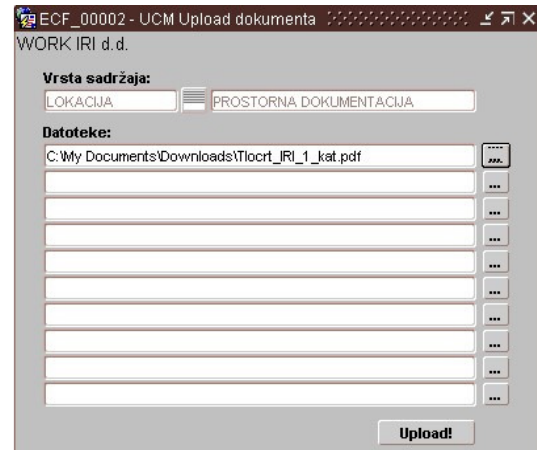 ECF_00002 - UCM Upload dokumenta
WORK IRI d.d.
Vrsta sadržaja:
LOKACIJA PROSTORNA DOKUMENTACIJA
Datoteke:
C:\My Documents\Downloads\Tlocrt_IRI_1_kat.pdf ...
...
...
...
...
...
...
...
...
...
Upload!